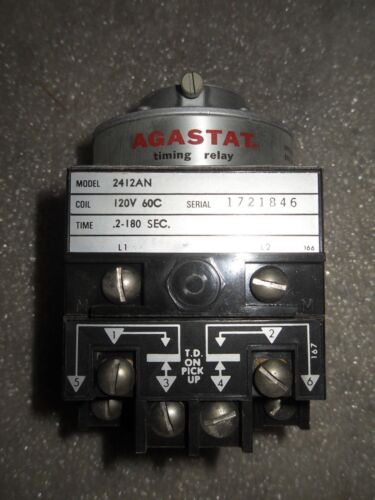 AGASTAT.
timing relay
MODEL 2412AN
COIL 120V 60C SERIAL 1721846
TIME .2-180 SEC.
L1 L2 166
1 2
T.D.
ON
PICK
UP
5 3 4 6
167